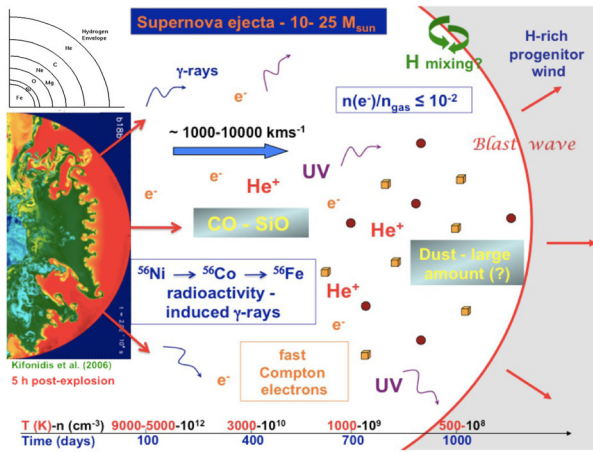 Supernova ejecta - 10- 25 Msun
Hydrogen
Envelope
He
C
Ne
O
Mg
Si
Fe
γ-rays
e-
H mixing?
H-rich
progenitor
wind
n(e-)/ngas ≤ 10-2
b18b
~ 1000-10000 kms-1
UV
Blast wave
e-
e-
He+
e-
CO - SiO
He+
Dust - large
amount (?)
56Ni → 56Co → 56Fe
radioactivity -
induced γ-rays
He+
e-
Kifonidis et al. (2006)
5 h post-explosion
e-
fast
Compton
electrons
UV
T (K)-n (cm-3) 9000-5000-1012 3000-1010 1000-109 500-108
Time (days) 100 400 700 1000